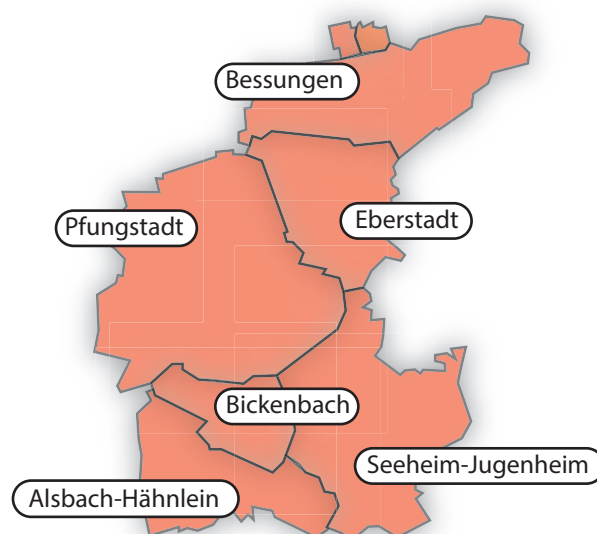 Bessungen
Pfungstadt
Eberstadt
Bickenbach
Seeheim-Jugenheim
Alsbach-Hähnlein